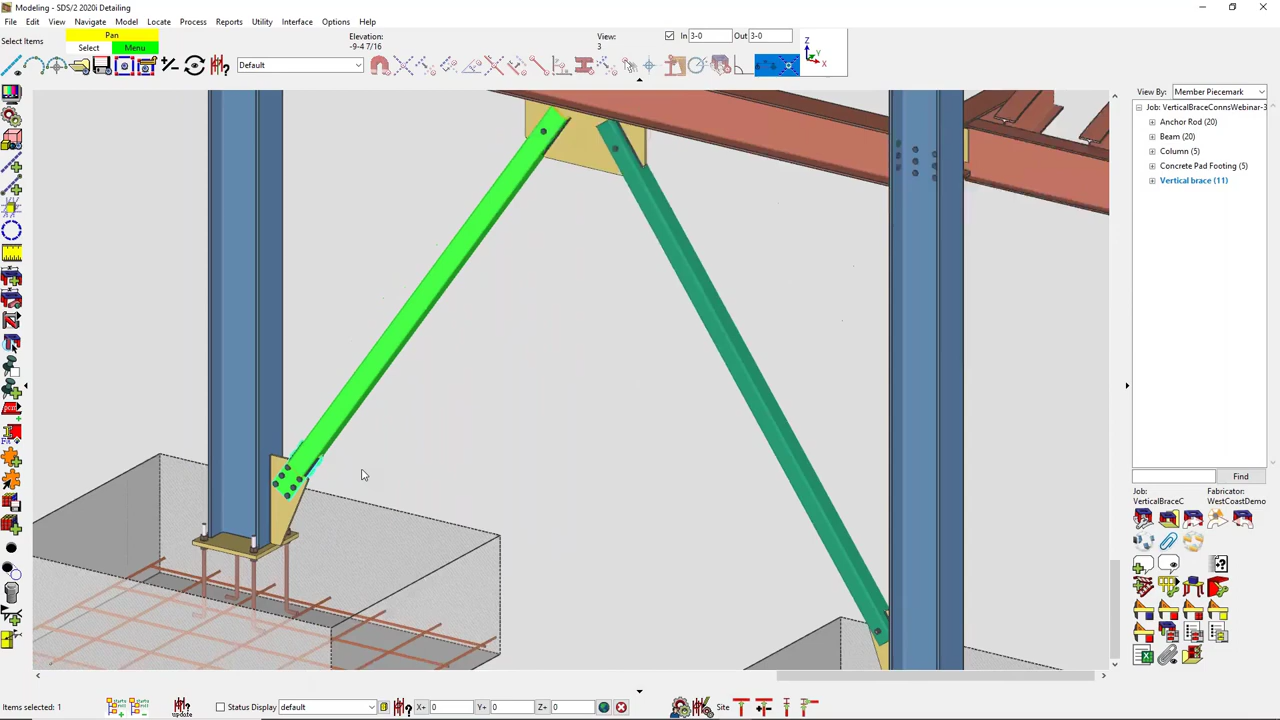 Modeling - SDS/2 2020i Detailing
File Edit View Navigate Model Locate Process Reports Utility Interface Options Help
Select Items
Pan
Select Menu
Elevation:
-9-4 7/16
View:
3
In 3-0 Out 3-0
Z Y X
Default
View By: Member Piecemark
Job: VerticalBraceConnsWebinar-3
Anchor Rod (20)
Beam (20)
Column (5)
Concrete Pad Footing (5)
Vertical brace (11)
Find
Job: Fabricator:
VerticalBraceC WestCoastDemo
Items selected: 1
update
Status Display default
X+ 0 Y+ 0 Z+ 0
Site